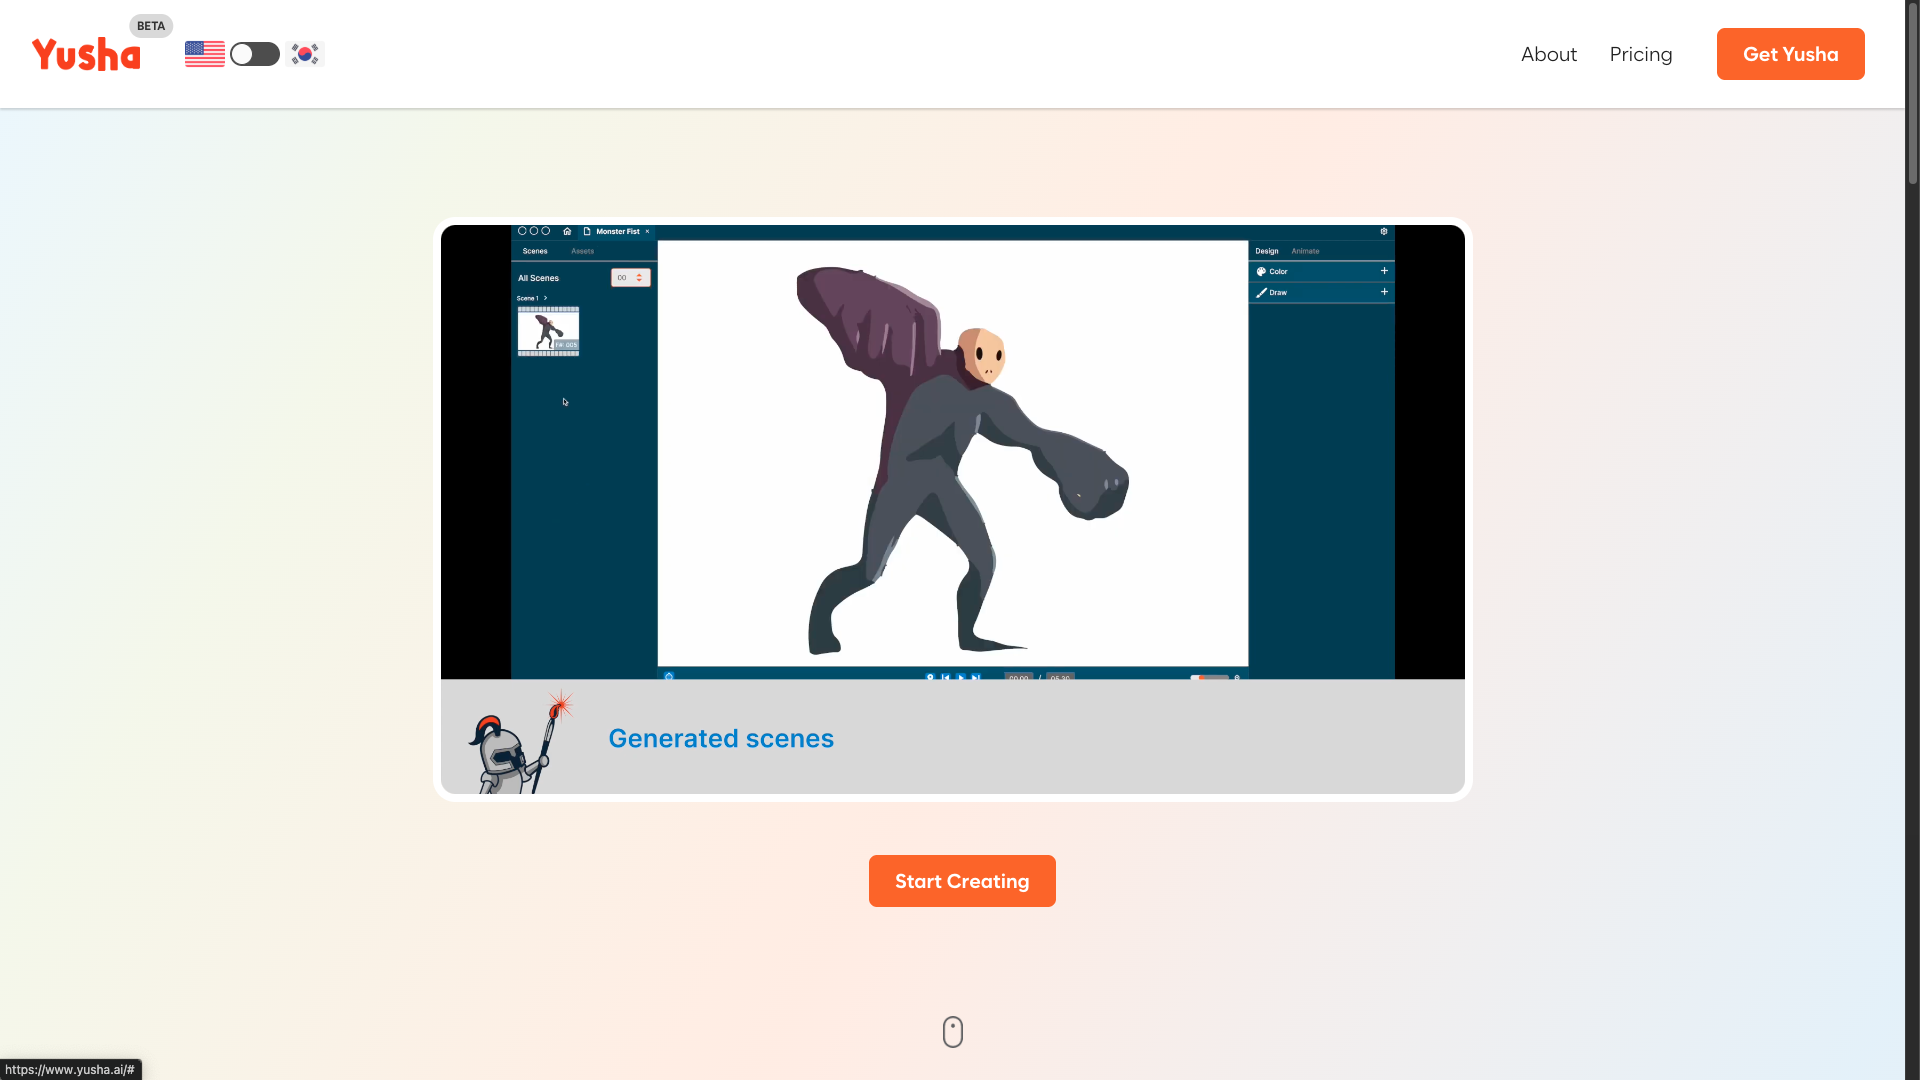 BETA
Yusha
About
Pricing
Get Yusha
Monster Fist
Scenes
Assets
Design
Animate
All Scenes
00
Color
Scene 1
Draw
Generated scenes
Start Creating
https://www.yusha.ai/#